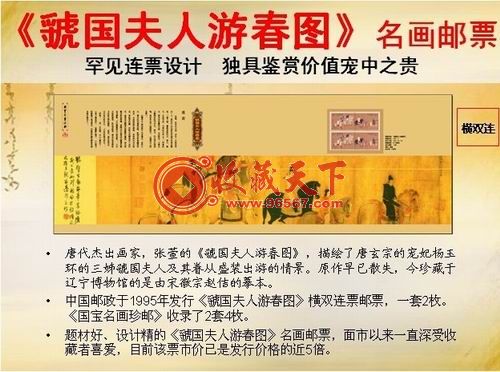 《虢国夫人游春图》名画邮票
罕见连票设计 独具鉴赏价值宠中之贵
横双连
收藏天下
www.96567.com
• 唐代杰出画家，张萱的《虢国夫人游春图》，描绘了唐玄宗的宠妃杨玉
环的三姊虢国夫人及其眷从盛装出游的情景。原作早已散失，今珍藏于
辽宁博物馆的是由宋徽宗赵佶的摹本。
• 中国邮政于1995年发行《虢国夫人游春图》横双连票邮票，一套2枚。
《国宝名画珍邮》收录了2套4枚。
• 题材好、设计精的《虢国夫人游春图》名画邮票，面市以来一直深受收
藏者喜爱，目前该票市价已是发行价格的近5倍。